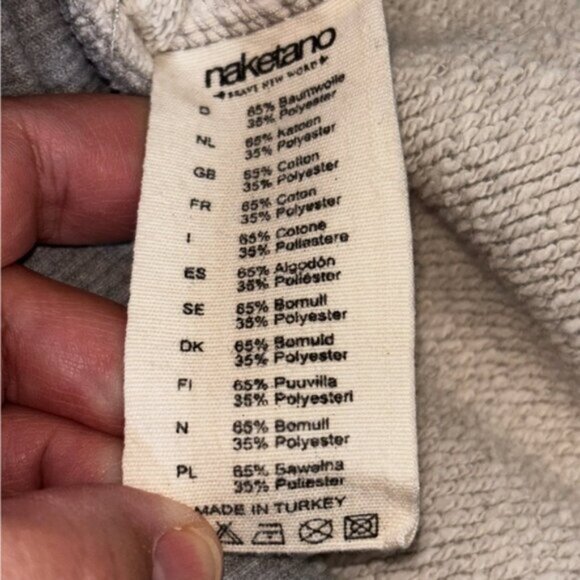 naketano
BRAVE NEW WORLD
D 65% Baumwolle
35% Polyester
NL 65% Katoen
35% Polyester
GB 65% Cotton
35% Polyester
FR 65% Coton
35% Polyester
I 65% Cotone
35% Poliestere
ES 65% Algodón
35% Poliéster
SE 65% Bomull
35% Polyester
DK 65% Bomuld
35% Polyester
FI 65% Puuvilla
35% Polyesteri
N 65% Bomull
35% Polyester
PL 65% Bawełna
35% Poliester
MADE IN TURKEY